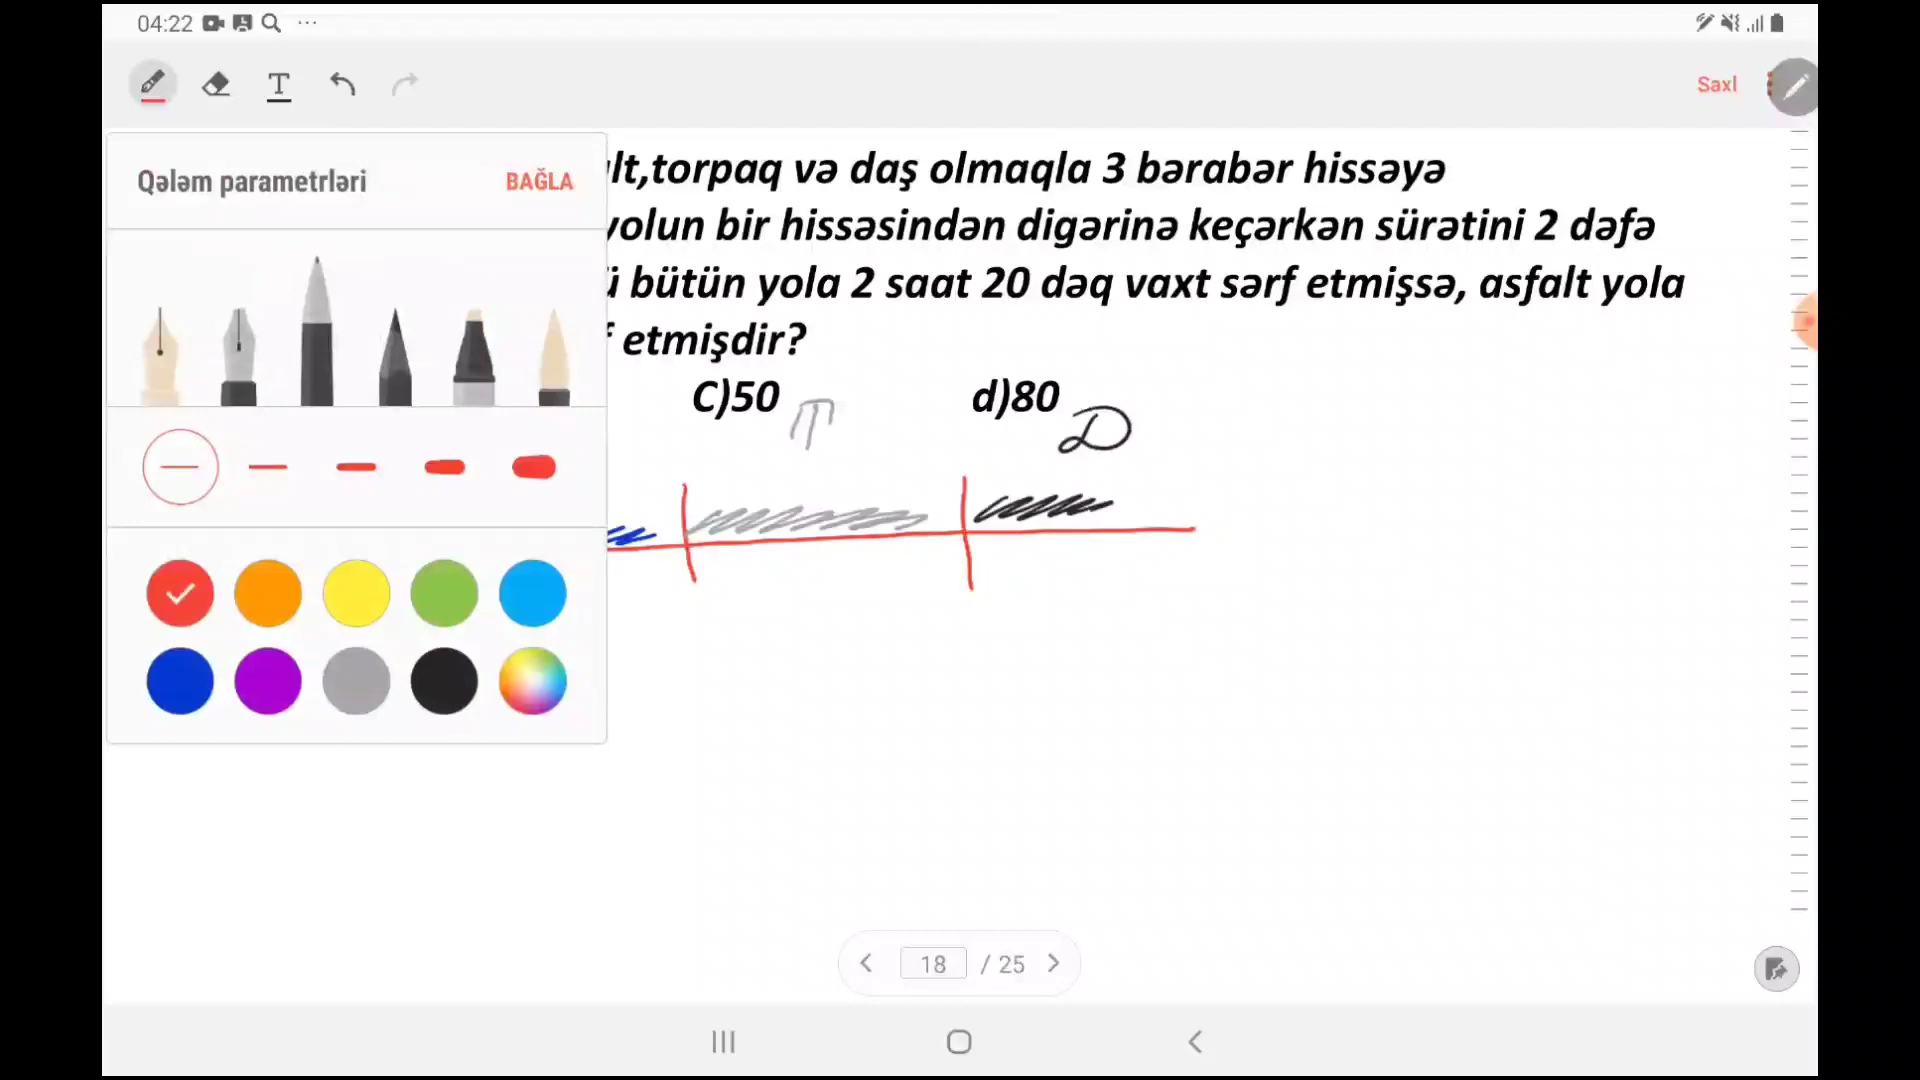 04:22
Saxl
Qələm parametrləri
BAĞLA
lt,torpaq və daş olmaqla 3 bərabər hissəyə
yolun bir hissəsindən digərinə keçərkən sürətini 2 dəfə
ü bütün yola 2 saat 20 dəq vaxt sərf etmişsə, asfalt yola
etmişdir?
C)50
d)80
T
D
18 / 25